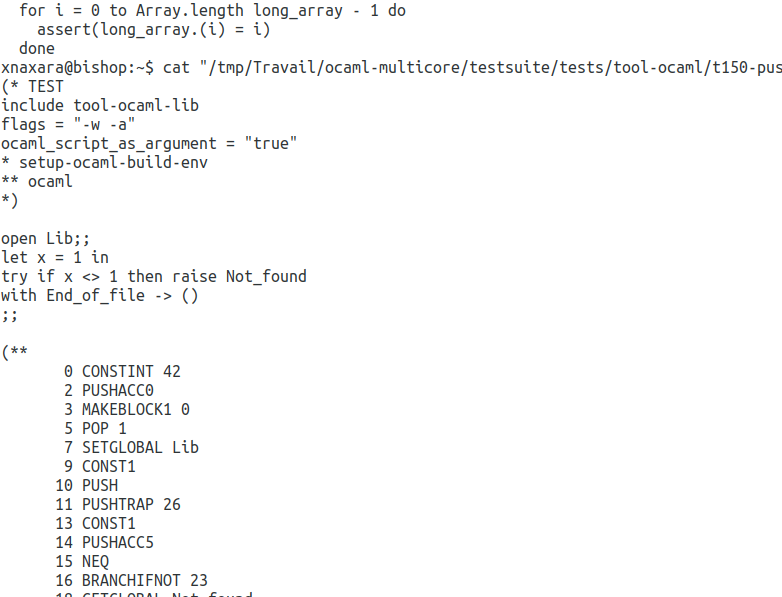 for i = 0 to Array.length long_array - 1 do
assert(long_array.(i) = i)
done
xnaxara@bishop:~$ cat "/tmp/Travail/ocaml-multicore/testsuite/tests/tool-ocaml/t150-pus
(* TEST
include tool-ocaml-lib
flags = "-w -a"
ocaml_script_as_argument = "true"
* setup-ocaml-build-env
** ocaml
*)
open Lib;;
let x = 1 in
try if x <> 1 then raise Not_found
with End_of_file -> ()
;;
(**
0 CONSTINT 42
2 PUSHACC0
3 MAKEBLOCK1 0
5 POP 1
7 SETGLOBAL Lib
9 CONST1
10 PUSH
11 PUSHTRAP 26
13 CONST1
14 PUSHACC5
15 NEQ
16 BRANCHIFNOT 23
18 GETGLOBAL Not_found